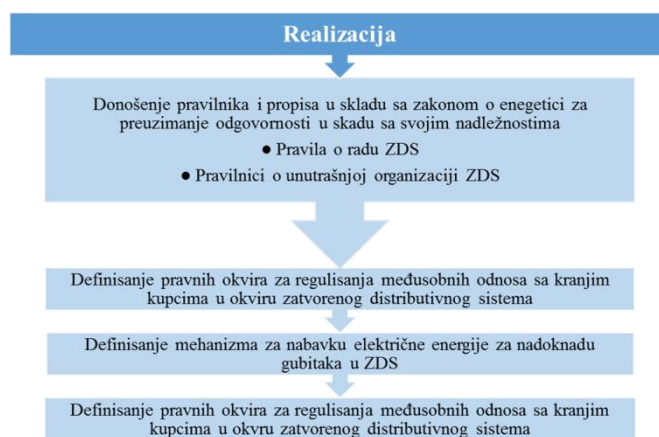 Realizacija
Donošenje pravilnika i propisa u skladu sa zakonom o enegetici za
preuzimanje odgovornosti u skadu sa svojim nadležnostima
● Pravila o radu ZDS
● Pravilnici o unutrašnjoj organizaciji ZDS
Definisanje pravnih okvira za regulisanja međusobnih odnosa sa kranjim
kupcima u okviru zatvorenog distributivnog sistema
Definisanje mehanizma za nabavku električne energije za nadoknadu
gubitaka u ZDS
Definisanje pravnih okvira za regulisanja međusobnih odnosa sa kranjim
kupcima u okvru zatvorenog distributivnog sistema